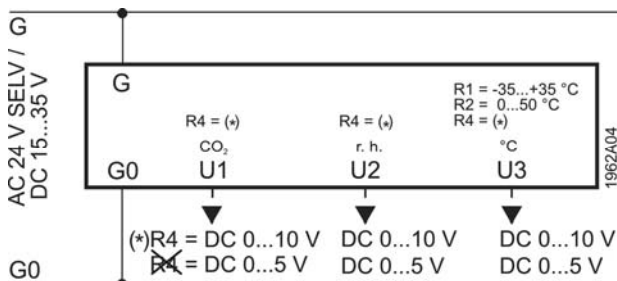 G
AC 24 V SELV /
DC 15...35 V
G
R1 = -35...+35 °C
R2 = 0...50 °C
R4 = (*)
R4 = (*)
R4 = (*)
CO₂
r. h.
°C
G0
U1
U2
U3
1962A04
(*)R4 = DC 0...10 V
DC 0...10 V
DC 0...10 V
R4 = DC 0...5 V
DC 0...5 V
DC 0...5 V
G0